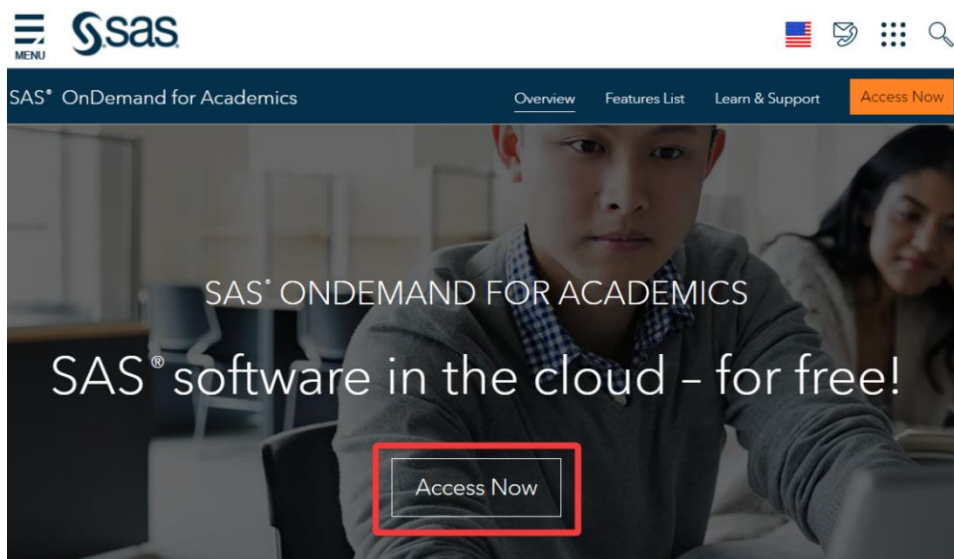 MENU
sas
SAS® OnDemand for Academics
Overview
Features List
Learn & Support
Access Now
SAS® ONDEMAND FOR ACADEMICS
SAS® software in the cloud – for free!
Access Now